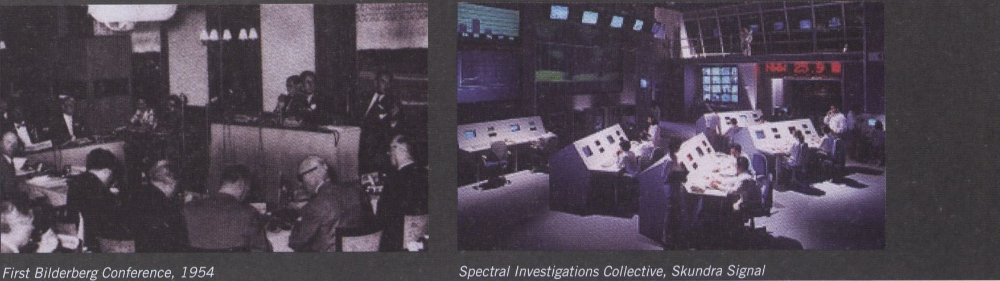 First Bilderberg Conference, 1954
Spectral Investigations Collective, Skundra Signal